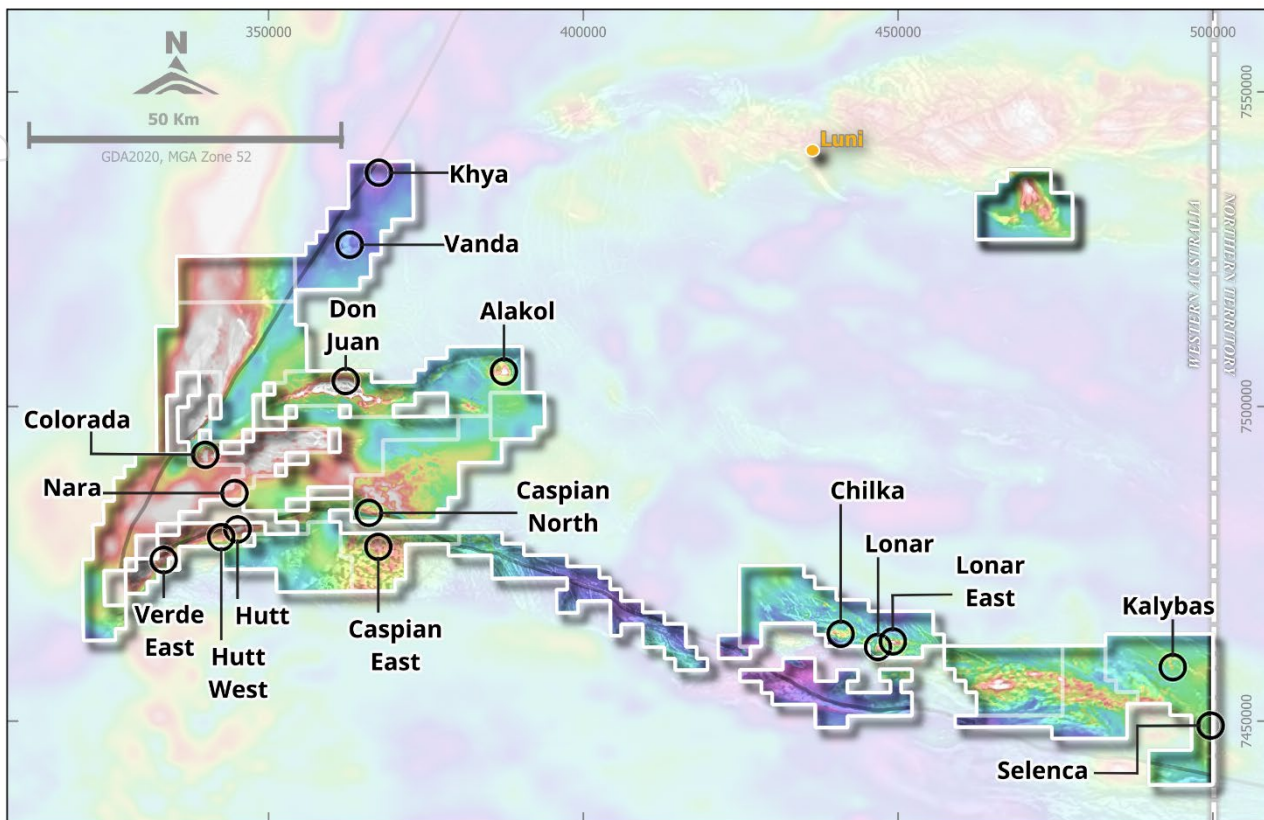 350000
400000
450000
500000
N
50 Km
GDA2020, MGA Zone 52
7550000
Luni
Khya
WESTERN AUSTRALIA
NORTHERN TERRITORY
Vanda
Don
Juan
Alakol
7500000
Colorada
Nara
Caspian
North
Chilka
Lonar
Lonar
East
Kalybas
Verde
East
Hutt
Hutt
West
Caspian
East
7450000
Selenca